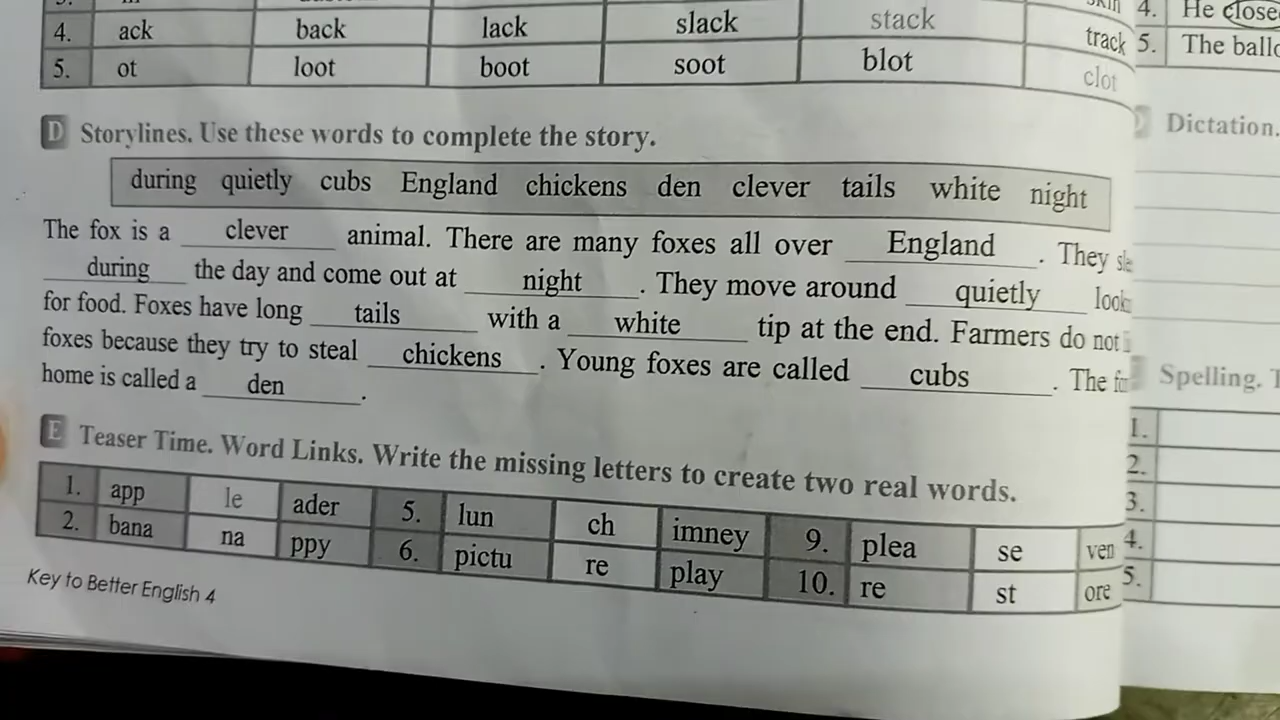 4. ack back lack slack stack track
5. ot loot boot soot blot clot
D Storylines. Use these words to complete the story.
during quietly cubs England chickens den clever tails white night
The fox is a clever animal. There are many foxes all over England. They
during the day and come out at night. They move around quietly
for food. Foxes have long tails with a white tip at the end. Farmers do not
foxes because they try to steal chickens. Young foxes are called cubs. The
home is called a den.
E Teaser Time. Word Links. Write the missing letters to create two real words.
1. app le ader 5. lun ch imney 9. plea se ven
2. bana na ppy 6. pictu re play 10. re st ore
Key to Better English 4
4. He close
5. The ballo
Dictation.
Spelling.
1.
2.
3.
4.
5.